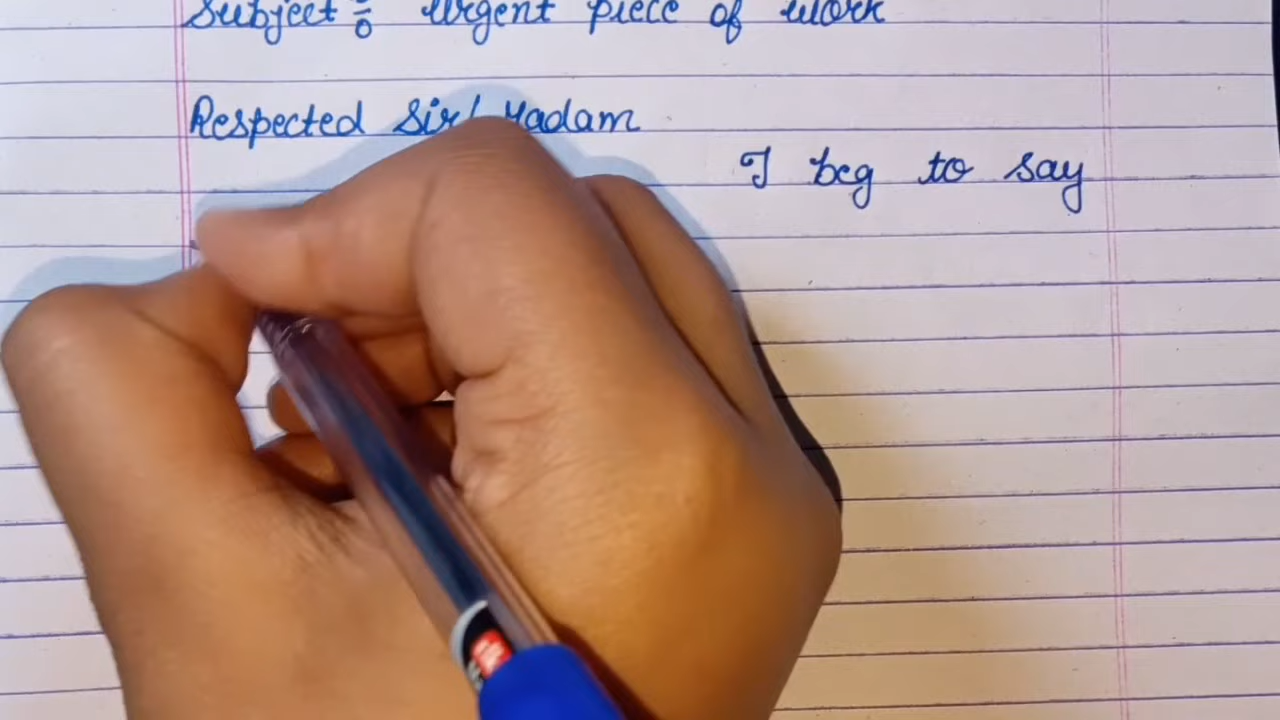 Subject :- Urgent piece of work
Respected Sir/ Madam
I beg to say